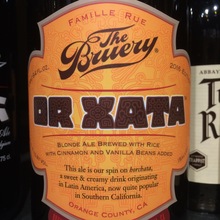 FAMILLE RUE
The
Bruery
OR XATA
BLONDE ALE BREWED WITH RICE
WITH CINNAMON AND VANILLA BEANS ADDED
This ale is our spin on horchata,
a sweet & creamy drink originating
in Latin America, now quite popular
in Southern California.
ORANGE COUNTY, CA
ABBAY